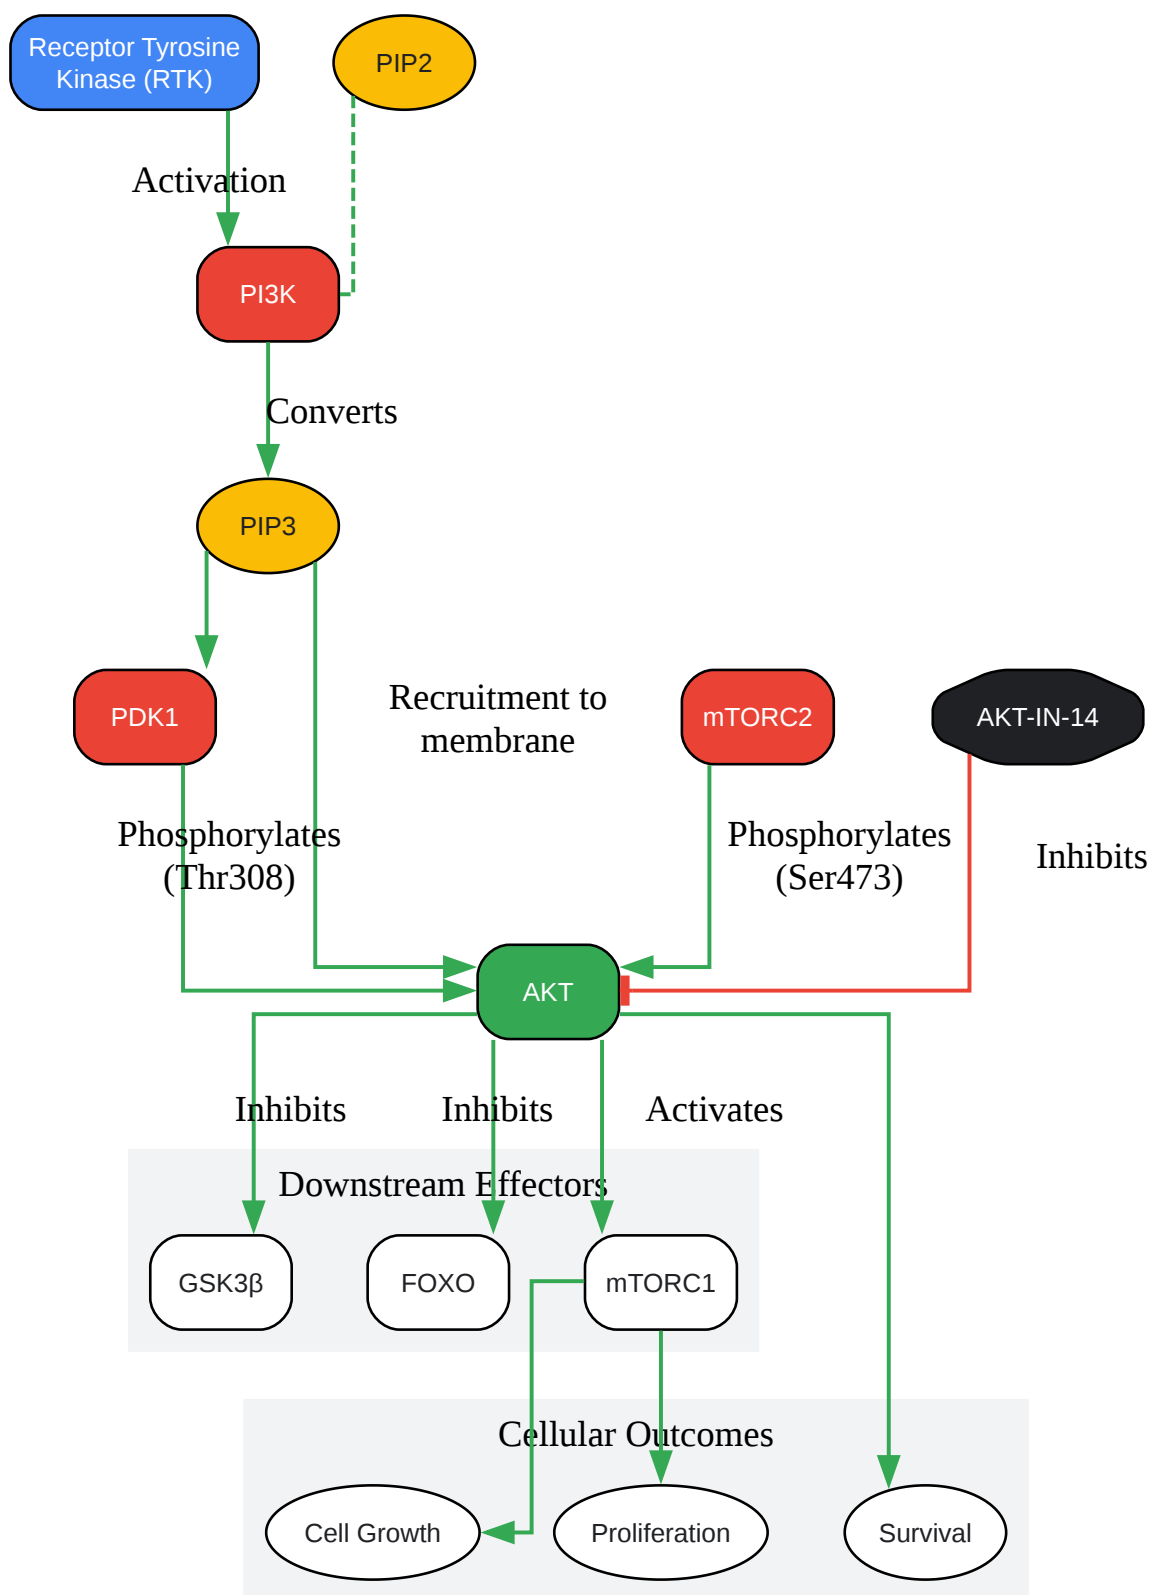 Receptor Tyrosine
Kinase (RTK)
PIP2
Activation
PI3K
Converts
PIP3
Recruitment to
membrane
PDK1
mTORC2
AKT-IN-14
Phosphorylates
(Thr308)
Phosphorylates
(Ser473)
Inhibits
AKT
Inhibits
Inhibits
Activates
Downstream Effectors
GSK3β
FOXO
mTORC1
Cellular Outcomes
Cell Growth
Proliferation
Survival